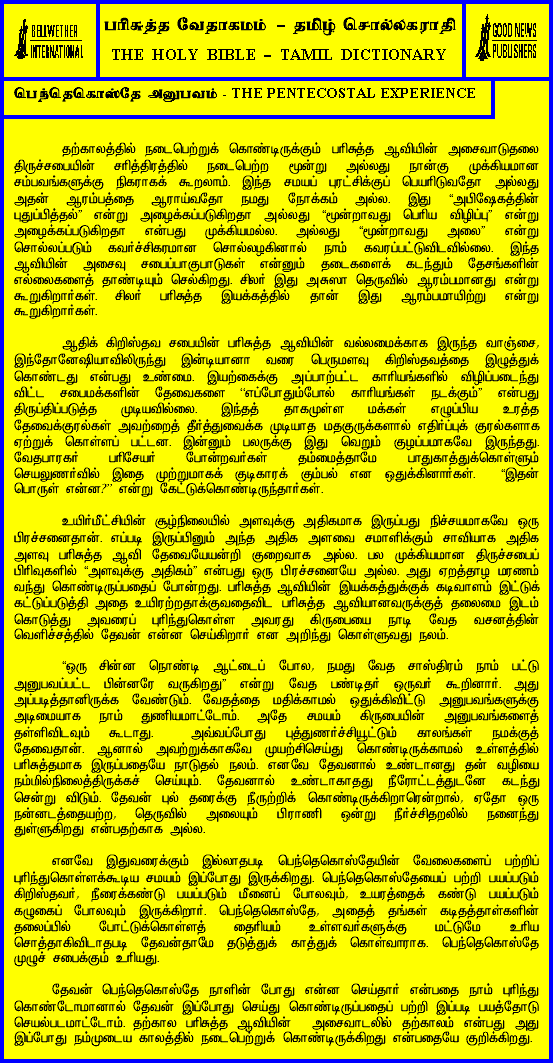 BELLWETHER
INTERNATIONAL
பரிசுத்த வேதாகமம் – தமிழ் சொல்லகராதி
THE HOLY BIBLE – TAMIL DICTIONARY
GOOD NEWS
PUBLISHERS
பெந்தெகொஸ்தே அனுபவம் - THE PENTECOSTAL EXPERIENCE
தற்காலத்தில் நடைபெற்றுக் கொண்டிருக்கும் பரிசுத்த ஆவியின் அசைவாடுதலை
திருச்சபையின் சரித்திரத்தில் நடைபெற்ற மூன்று அல்லது நான்கு முக்கியமான
சம்பவங்களுக்கு நிகராகக் கூறலாம். இந்த சமயப் புரட்சிக்குப் பெயரிடுவதோ அல்லது
அதன் ஆரம்பத்தை ஆராய்வதோ நமது நோக்கம் அல்ல. இது “அபிஷேகத்தின்
புதுப்பித்தல்” என்று அழைக்கப்படுகிறதா அல்லது “மூன்றாவது பெரிய விழிப்பு” என்று
அழைக்கப்படுகிறதா என்பது முக்கியமல்ல. அல்லது “மூன்றாவது அலை” என்று
சொல்லப்படும் கவர்ச்சிகரமான சொல்லழகினால் நாம் கவரப்பட்டுவிடவில்லை. இந்த
ஆவியின் அசைவு சபைப்பாகுபாடுகள் என்னும் தடைகளைக் கடந்தும் தேசங்களின்
எல்லைகளைத் தாண்டியும் செல்கிறது. சிலர் இது அசுஸா தெருவில் ஆரம்பமானது என்று
கூறுகிறார்கள். சிலர் பரிசுத்த இயக்கத்தில் தான் இது ஆரம்பமாயிற்று என்று
கூறுகிறார்கள்.
ஆதிக் கிறிஸ்தவ சபையின் பரிசுத்த ஆவியின் வல்லமைக்காக இருந்த வாஞ்சை,
இந்தோனேஷியாவிலிருந்து இன்டியானா வரை பெருமளவு கிறிஸ்தவத்தை இழுத்துக்
கொண்டது என்பது உண்மை. இயற்கைக்கு அப்பாற்பட்ட காரியங்களில் விழிப்படைந்து
விட்ட சபைமக்களின் தேவைகளை “எப்போதும்போல் காரியங்கள் நடக்கும்” என்பது
திருப்திப்படுத்த முடியவில்லை. இந்தத் தாகமுள்ள மக்கள் எழுப்பிய உரத்த
தேவைக்குரல்கள் அவற்றைத் தீர்த்துவைக்க முடியாத மதகுருக்களால் எதிர்ப்புக் குரல்களாக
ஏற்றுக் கொள்ளப் பட்டன. இன்னும் பலருக்கு இது வெறும் குழப்பமாகவே இருந்தது.
வேதபாரகர் பரிசேயர் போன்றவர்கள் தம்மைத்தாமே பாதுகாத்துக்கொள்ளும்
செயலுணர்வில் இதை முற்றுமாகக் குடிகாரக் கும்பல் என ஒதுக்கினார்கள். “இதன்
பொருள் என்ன?” என்று கேட்டுக்கொண்டிருந்தார்கள்.
உயிர்மீட்சியின் சூழ்நிலையில் அளவுக்கு அதிகமாக இருப்பது நிச்சயமாகவே ஒரு
பிரச்சனைதான். எப்படி இருப்பினும் அந்த அதிக அளவை சமாளிக்கும் சாவியாக அதிக
அளவு பரிசுத்த ஆவி தேவையேயன்றி குறைவாக அல்ல. பல முக்கியமான திருச்சபைப்
பிரிவுகளில் “அளவுக்கு அதிகம்” என்பது ஒரு பிரச்சனையே அல்ல. அது ஏறத்தாழ மரணம்
வந்து கொண்டிருப்பதைப் போன்றது. பரிசுத்த ஆவியின் இயக்கத்துக்குக் கடிவாளம் இட்டுக்
கட்டுப்படுத்தி அதை உயிரற்றதாக்குவதைவிட பரிசுத்த ஆவியானவருக்குத் தலைமை இடம்
கொடுத்து அவரைப் புரிந்துகொள்ள அவரது கிருபையை நாடி வேத வசனத்தின்
வெளிச்சத்தில் தேவன் என்ன செய்கிறார் என அறிந்து கொள்ளுவது நலம்.
“ஒரு சின்ன நொண்டி ஆட்டைப் போல, நமது வேத சாஸ்திரம் நாம் பட்டு
அனுபவப்பட்ட பின்னரே வருகிறது” என்று வேத பண்டிதர் ஒருவர் கூறினார். அது
அப்படித்தானிருக்க வேண்டும். வேதத்தை மதிக்காமல் ஒதுக்கிவிட்டு அனுபவங்களுக்கு
அடிமையாக நாம் துணியமாட்டோம். அதே சமயம் கிருபையின் அனுபவங்களைத்
தள்ளிவிடவும் கூடாது. அவ்வப்போது புத்துணர்ச்சியூட்டும் காலங்கள் நமக்குத்
தேவைதான். ஆனால் அவற்றுக்காகவே முயற்சிசெய்து கொண்டிருக்காமல் உள்ளத்தில்
பரிசுத்தமாக இருப்பதையே நாடுதல் நலம். எனவே தேவனால் உண்டானது தன் வழியை
நம்மில்நிலைத்திருக்கச் செய்யும். தேவனால் உண்டாகாதது நீரோட்டத்துடனே கடந்து
சென்று விடும். தேவன் புல் தரைக்கு நீருற்றிக் கொண்டிருக்கிறாரென்றால், ஏதோ ஒரு
நன்னடத்தையற்ற, தெருவில் அலையும் பிராணி ஒன்று நீர்ச்சிதறலில் நனைந்து
துள்ளுகிறது என்பதற்காக அல்ல.
எனவே இதுவரைக்கும் இல்லாதபடி பெந்தெகொஸ்தேயின் வேலைகளைப் பற்றிப்
புரிந்துகொள்ளக்கூடிய சமயம் இப்போது இருக்கிறது. பெந்தெகொஸ்தேயைப் பற்றி பயப்படும்
கிறிஸ்தவர், நீரைக்கண்டு பயப்படும் மீனைப் போலவும், உயரத்தைக் கண்டு பயப்படும்
கழுகைப் போலவும் இருக்கிறார். பெந்தெகொஸ்தே, அதைத் தங்கள் கடிதத்தாள்களின்
தலைப்பில் போட்டுக்கொள்ளத் தைரியம் உள்ளவர்களுக்கு மட்டுமே உரிய
சொத்தாகிவிடாதபடி தேவன்தாமே தடுத்துக் காத்துக் கொள்வாராக. பெந்தெகொஸ்தே
முழுச் சபைக்கும் உரியது.
தேவன் பெந்தெகொஸ்தே நாளின் போது என்ன செய்தார் என்பதை நாம் புரிந்து
கொண்டோமானால் தேவன் இப்போது செய்து கொண்டிருப்பதைப் பற்றி இப்படி பயத்தோடு
செயல்படமாட்டோம். தற்கால பரிசுத்த ஆவியின் அசைவாடலில் தற்காலம் என்பது அது
இப்போது நம்முடைய காலத்தில் நடைபெற்றுக் கொண்டிருக்கிறது என்பதையே குறிக்கிறது.